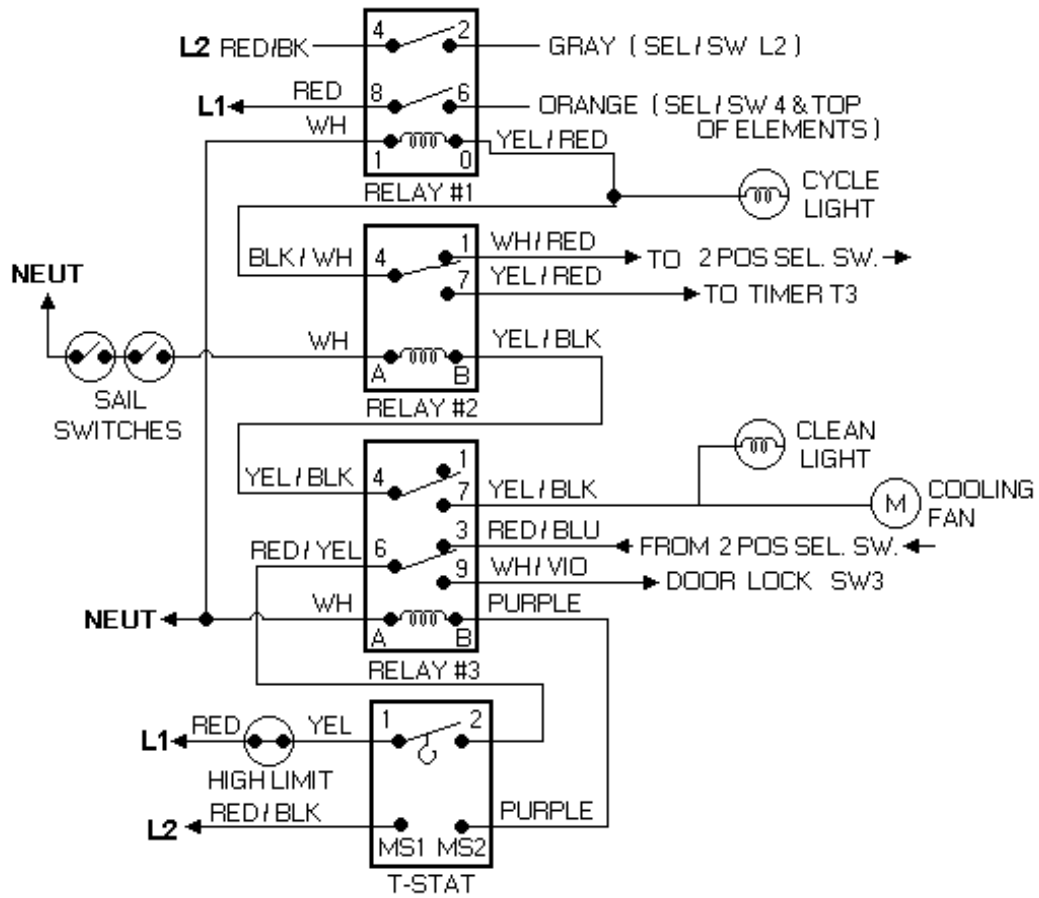 L2 RED/BK
4 2
GRAY ( SEL/SW L2 )
L1
RED
8 6
ORANGE ( SEL/SW 4 & TOP
OF ELEMENTS )
WH
1 0
YEL/RED
RELAY #1
CYCLE
LIGHT
BLK/WH
4 1
WH/RED
TO 2 POS SEL. SW.
7
YEL/RED
TO TIMER T3
NEUT
WH
A B
YEL/BLK
SAIL
SWITCHES
RELAY #2
CLEAN
LIGHT
YEL/BLK
4 1
7
YEL/BLK
M
COOLING
FAN
RED/YEL
6 3
RED/BLU
FROM 2 POS SEL. SW.
9
WH/VIO
DOOR LOCK SW3
NEUT
WH
A B
PURPLE
RELAY #3
L1
RED
YEL
1 2
HIGH LIMIT
L2
RED/BLK
MS1 MS2
PURPLE
T-STAT